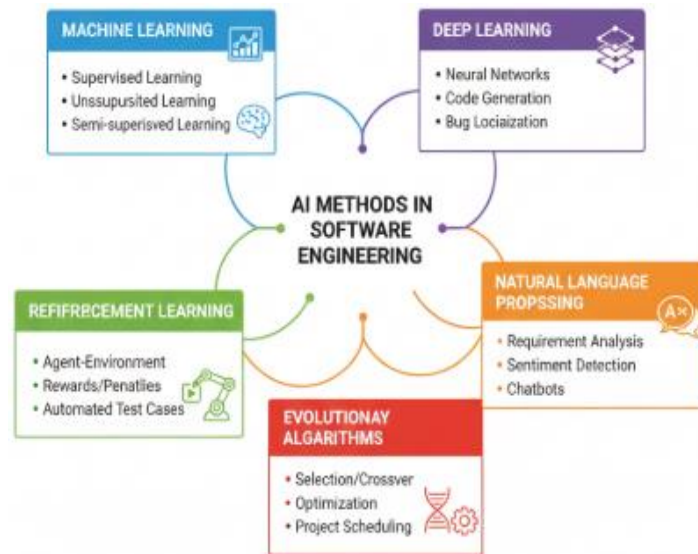 MACHINE LEARNING
• Supervised Learning
• Unssupusited Learning
• Semi-superisved Learning
DEEP LEARNING
• Neural Networks
• Code Generation
• Bug Lociaization
AI METHODS IN
SOFTWARE
ENGINEERING
REFIFRECEMENT LEARNING
• Agent-Environment
• Rewards/Penatlies
• Automated Test Cases
NATURAL LANGUAGE
PROPSSING
A×
• Requirement Analysis
• Sentiment Detection
• Chatbots
EVOLUTIONAY
ALGARITHMS
• Selection/Crossver
• Optimization
• Project Scheduling